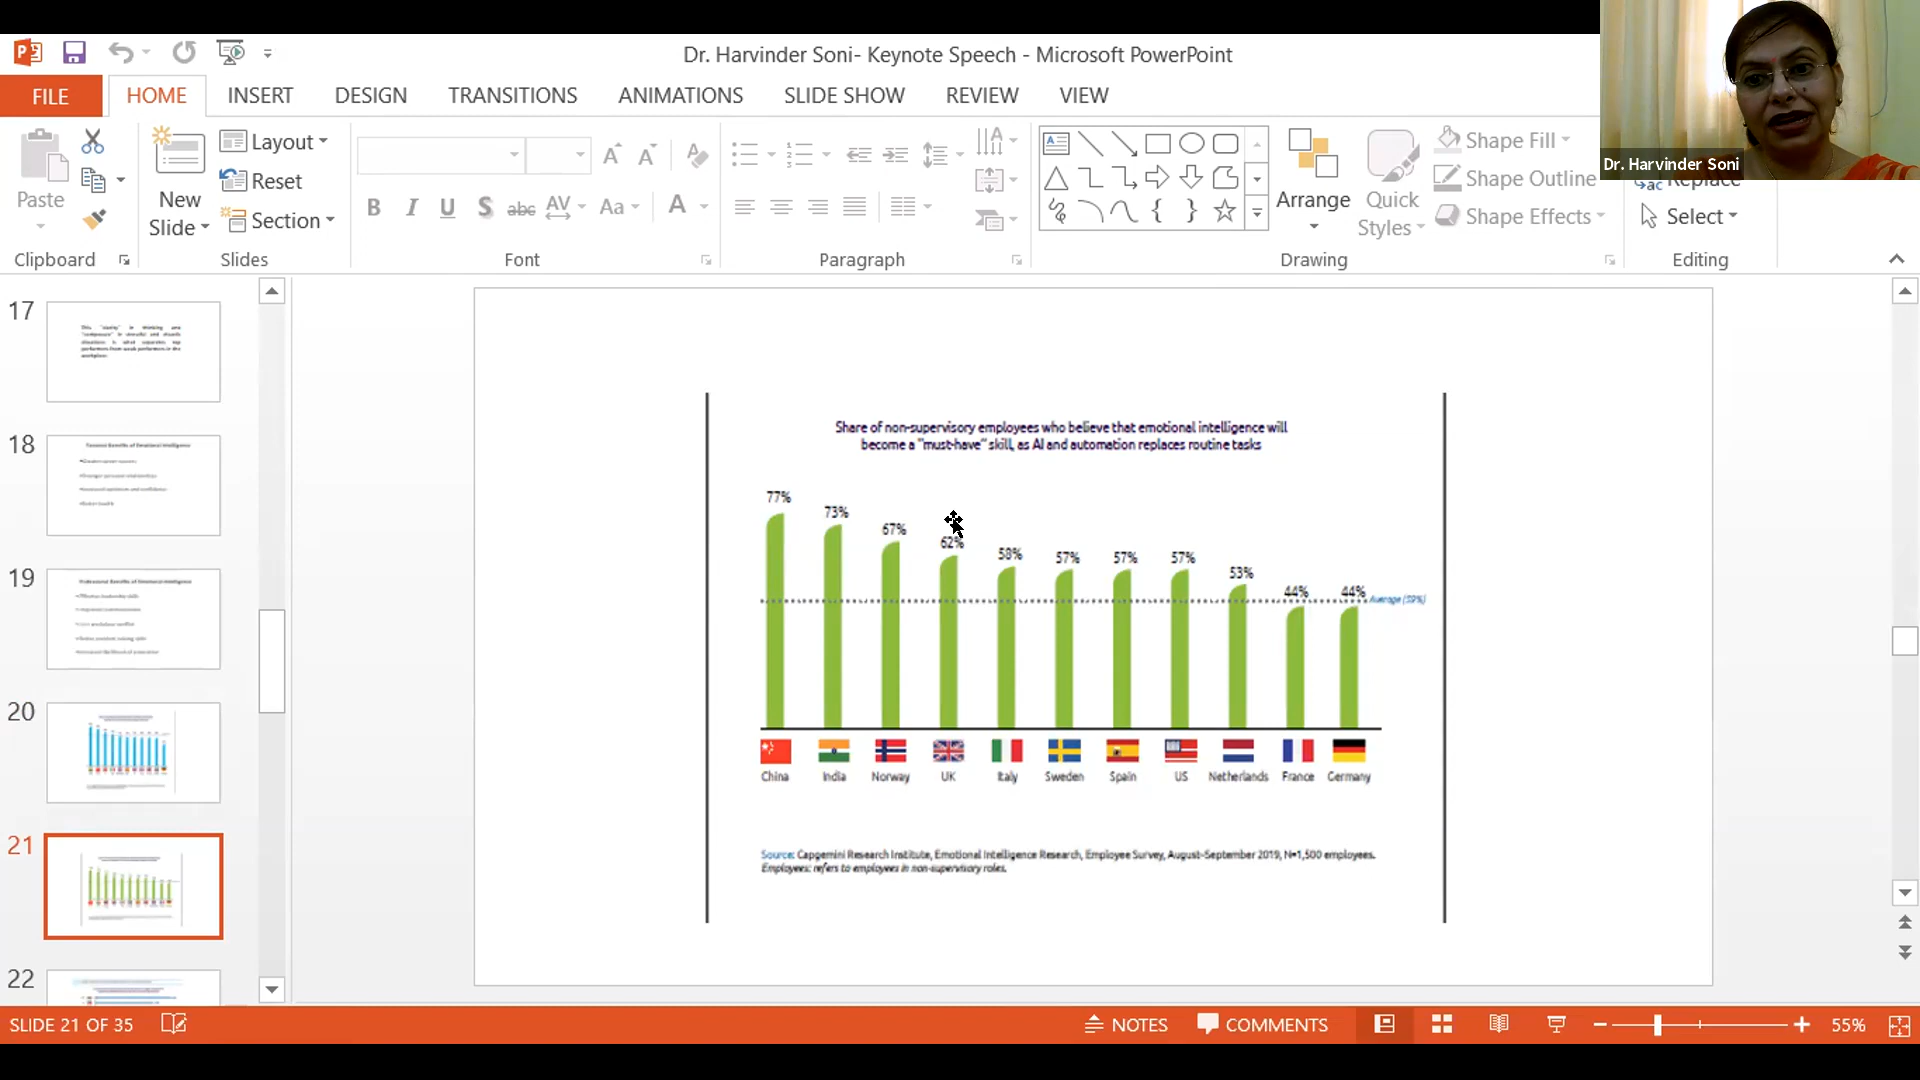 Dr. Harvinder Soni- Keynote Speech - Microsoft PowerPoint
FILE HOME INSERT DESIGN TRANSITIONS ANIMATIONS SLIDE SHOW REVIEW VIEW
Dr. Harvinder Soni
Paste
New
Slide
Layout
Reset
Section
B I U S abc AV Aa A
Arrange
Quick
Styles
Shape Fill
Shape Outline
Shape Effects
Replace
Select
Clipboard Slides Font Paragraph Drawing Editing
17
18
19
20
21
22
Share of non-supervisory employees who believe that emotional intelligence will
become a "must-have" skill, as AI and automation replaces routine tasks
77% 73% 67% 62% 58% 57% 57% 57% 53% 44% 44%
Average (59%)
China India Norway UK Italy Sweden Spain US Netherlands France Germany
Source: Capgemini Research Institute, Emotional Intelligence Research, Employee Survey, August-September 2019, N=1,500 employees.
Employees: refers to employees in non-supervisory roles.
SLIDE 21 OF 35 NOTES COMMENTS 55%